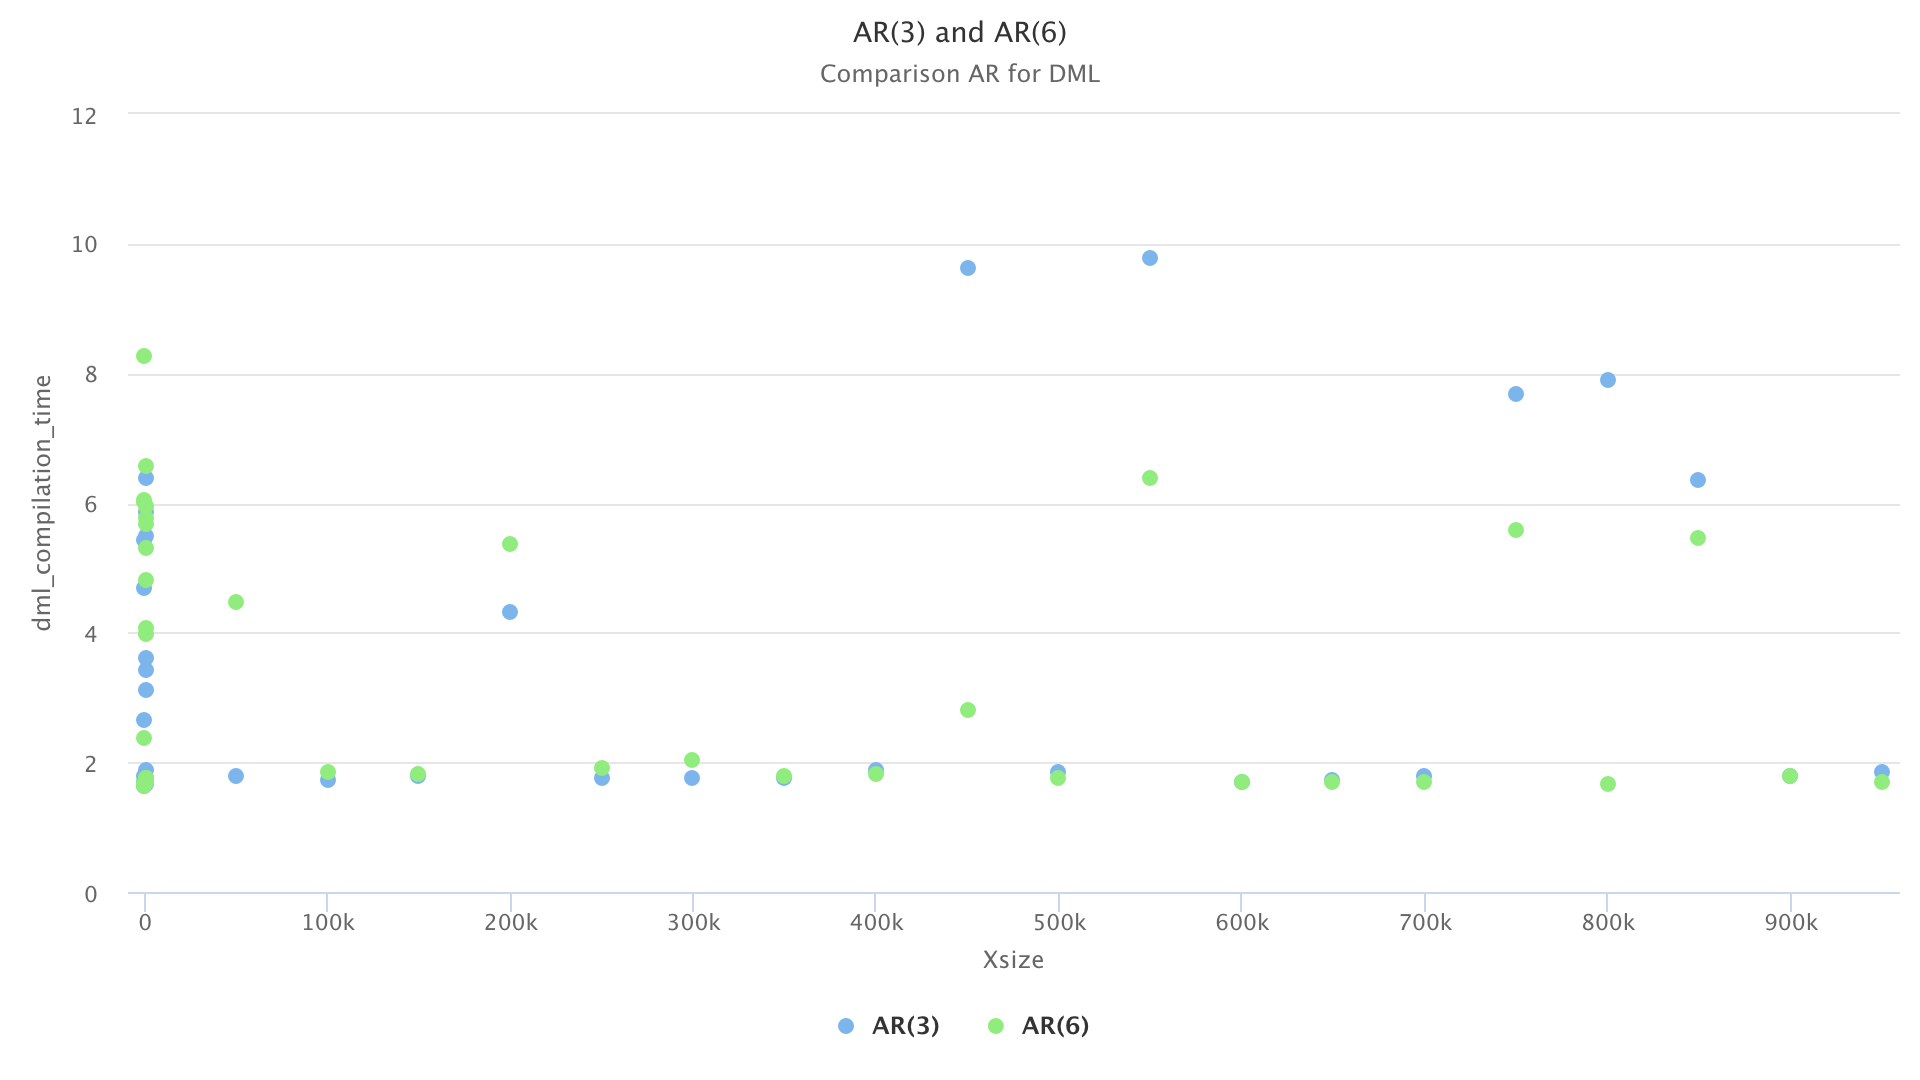 AR(3) and AR(6)
Comparison AR for DML
12
10
8
6
4
2
0
dml_compilation_time
0 100k 200k 300k 400k 500k 600k 700k 800k 900k
Xsize
AR(3) AR(6)